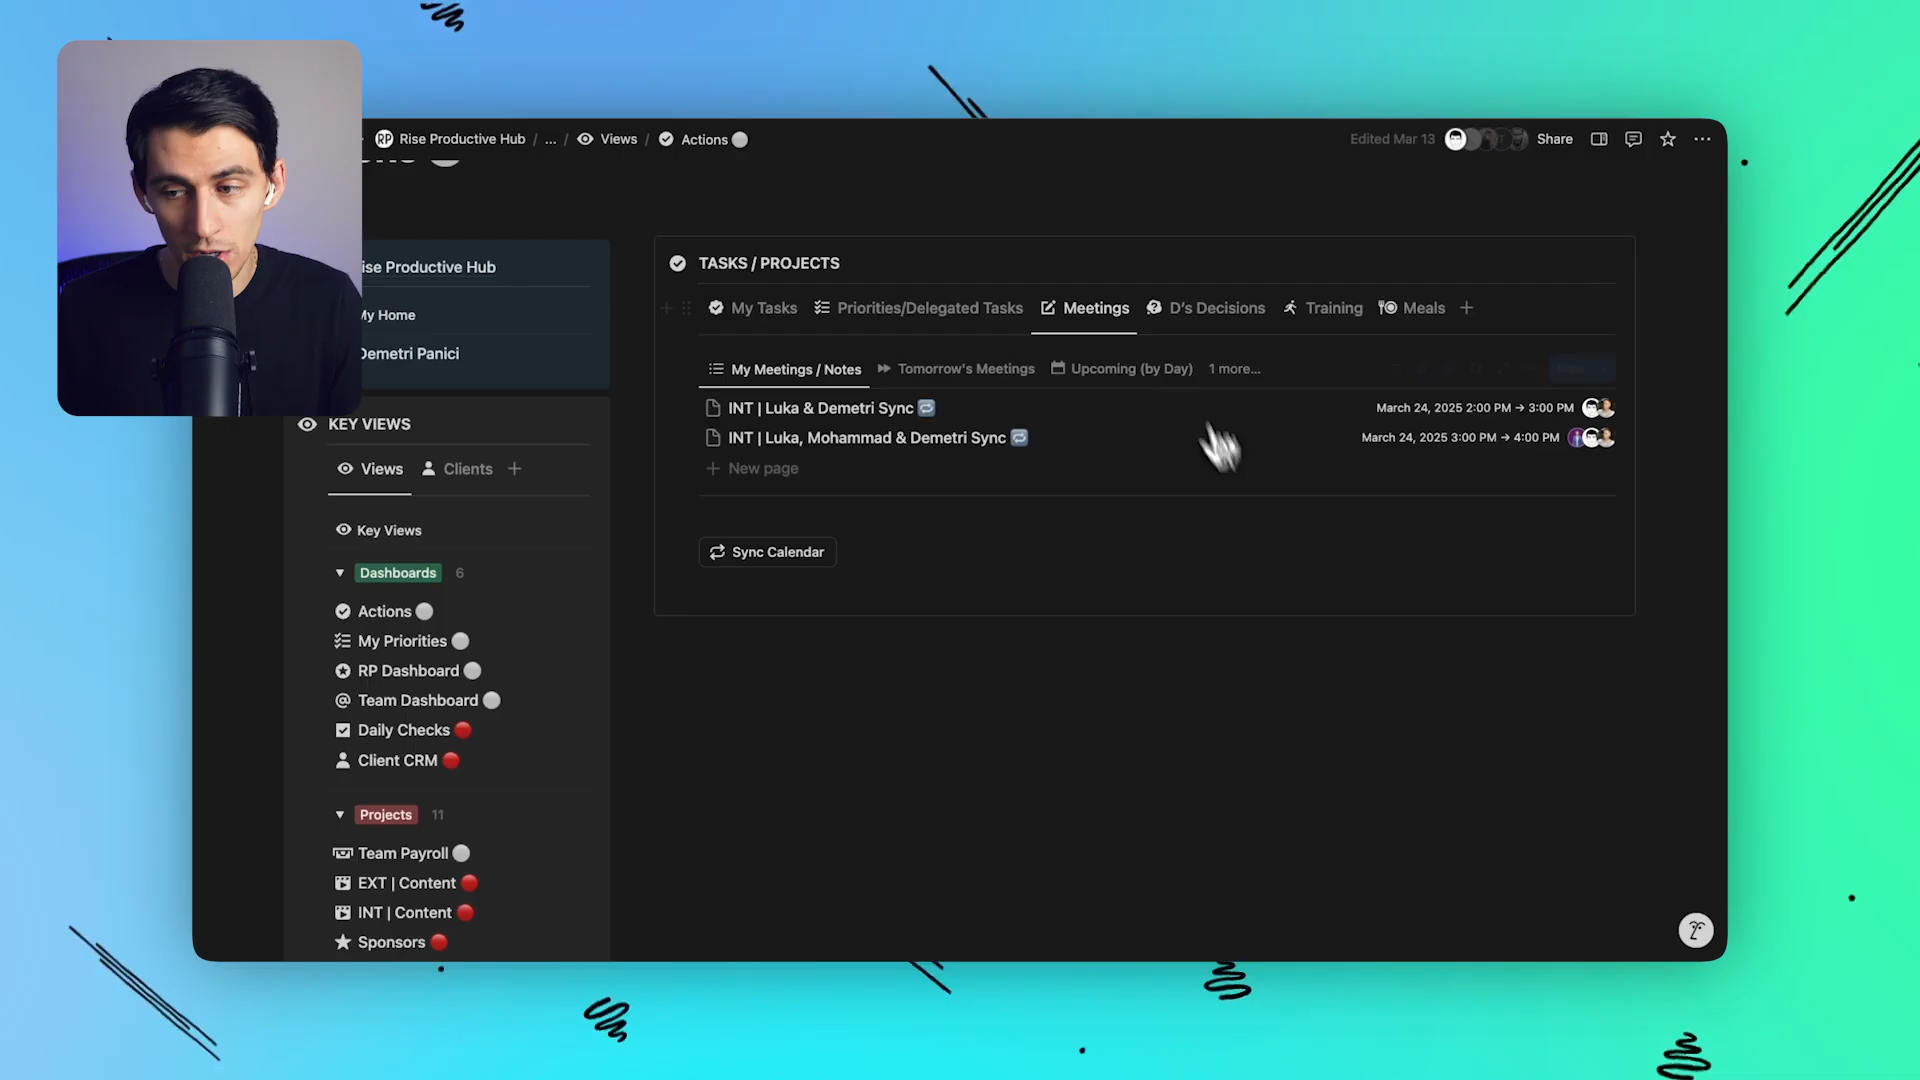 RP Rise Productive Hub / ... / Views / Actions
Edited Mar 13 Share
ise Productive Hub
My Home
Demetri Panici
KEY VIEWS
Views Clients
Key Views
Dashboards 6
Actions
My Priorities
RP Dashboard
Team Dashboard
Daily Checks
Client CRM
Projects 11
Team Payroll
EXT | Content
INT | Content
Sponsors
TASKS / PROJECTS
My Tasks Priorities/Delegated Tasks Meetings D's Decisions Training Meals
My Meetings / Notes Tomorrow's Meetings Upcoming (by Day) 1 more...
INT | Luka & Demetri Sync March 24, 2025 2:00 PM → 3:00 PM
INT | Luka, Mohammad & Demetri Sync March 24, 2025 3:00 PM → 4:00 PM
New page
Sync Calendar